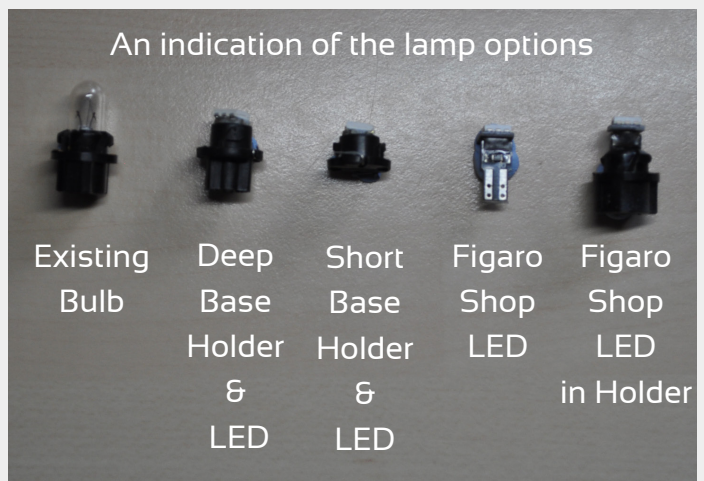 An indication of the lamp options
Existing
Bulb
Deep
Base
Holder
&
LED
Short
Base
Holder
&
LED
Figaro
Shop
LED
Figaro
Shop
LED
in Holder